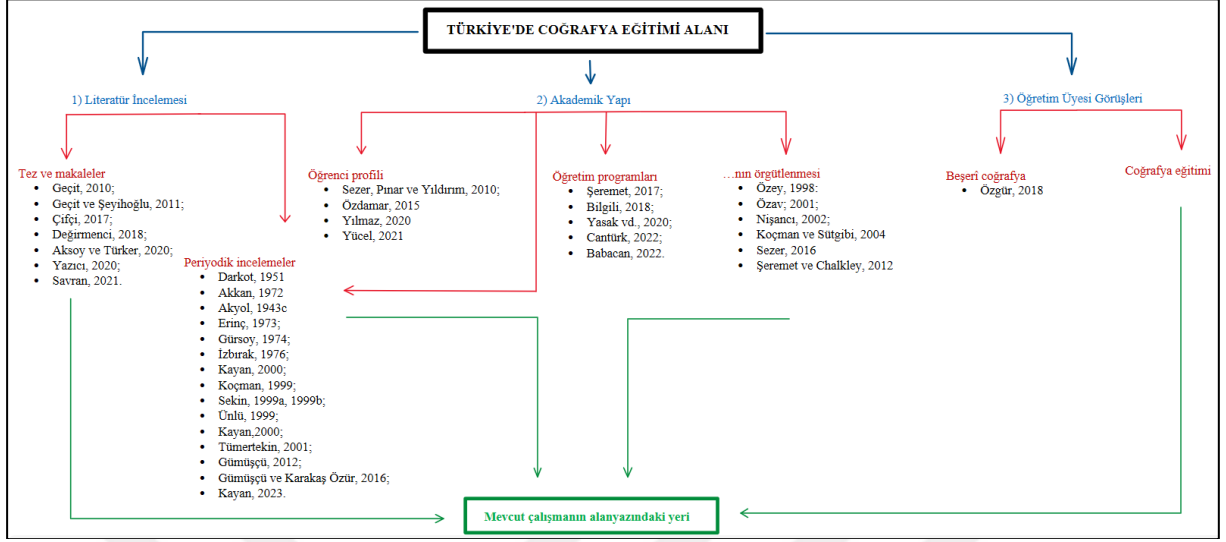 TÜRKİYE'DE COĞRAFYA EĞİTİMİ ALANI
1) Literatür İncelemesi
2) Akademik Yapı
3) Öğretim Üyesi Görüşleri
Tez ve makaleler
• Geçit, 2010;
• Geçit ve Şeyihoğlu, 2011;
• Çifçi, 2017;
• Değirmenci, 2018;
• Aksoy ve Türker, 2020;
• Yazıcı, 2020;
• Savran, 2021.
Periyodik incelemeler
• Darkot, 1951
• Akkan, 1972
• Akyol, 1943c
• Erinç, 1973;
• Gürsoy, 1974;
• İzbırak, 1976;
• Kayan, 2000;
• Koçman, 1999;
• Sekin, 1999a, 1999b;
• Ünlü, 1999;
• Kayan,2000;
• Tümertekin, 2001;
• Gümüşçü, 2012;
• Gümüşçü ve Karakaş Özür, 2016;
• Kayan, 2023.
Öğrenci profili
• Sezer, Pınar ve Yıldırım, 2010;
• Özdamar, 2015
• Yılmaz, 2020
• Yücel, 2021
Öğretim programları
• Şeremet, 2017;
• Bilgili, 2018;
• Yasak vd., 2020;
• Cantürk, 2022;
• Babacan, 2022.
…nın örgütlenmesi
• Özey, 1998:
• Özav; 2001;
• Nişancı, 2002;
• Koçman ve Sütgibi, 2004
• Sezer, 2016
• Şeremet ve Chalkley, 2012
Beşeri coğrafya
• Özgür, 2018
Coğrafya eğitimi
Mevcut çalışmanın alanyazındaki yeri